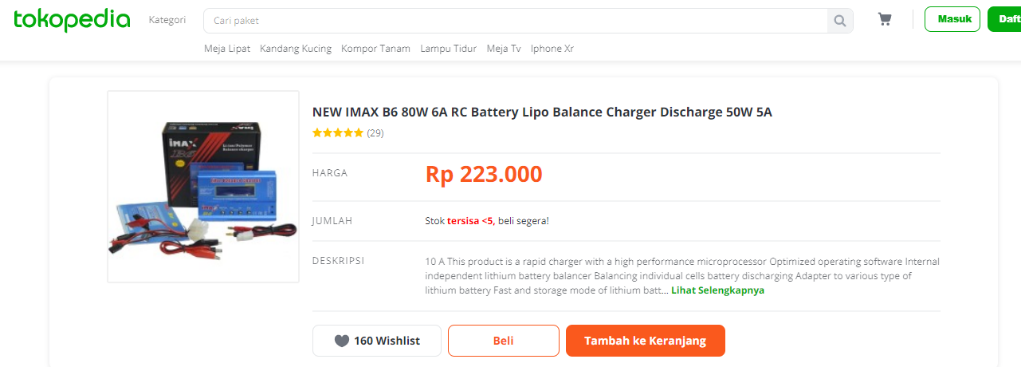 tokopedia
Kategori
Cari paket
Masuk
Daft
Meja Lipat Kandang Kucing Kompor Tanam Lampu Tidur Meja Tv Iphone Xr
iMAX
NEW IMAX B6 80W 6A RC Battery Lipo Balance Charger Discharge 50W 5A
(29)
HARGA
Rp 223.000
JUMLAH
Stok tersisa <5, beli segera!
DESKRIPSI
10 A This product is a rapid charger with a high performance microprocessor Optimized operating software Internal
independent lithium battery balancer Balancing individual cells battery discharging Adapter to various type of
lithium battery Fast and storage mode of lithium batt... Lihat Selengkapnya
160 Wishlist
Beli
Tambah ke Keranjang